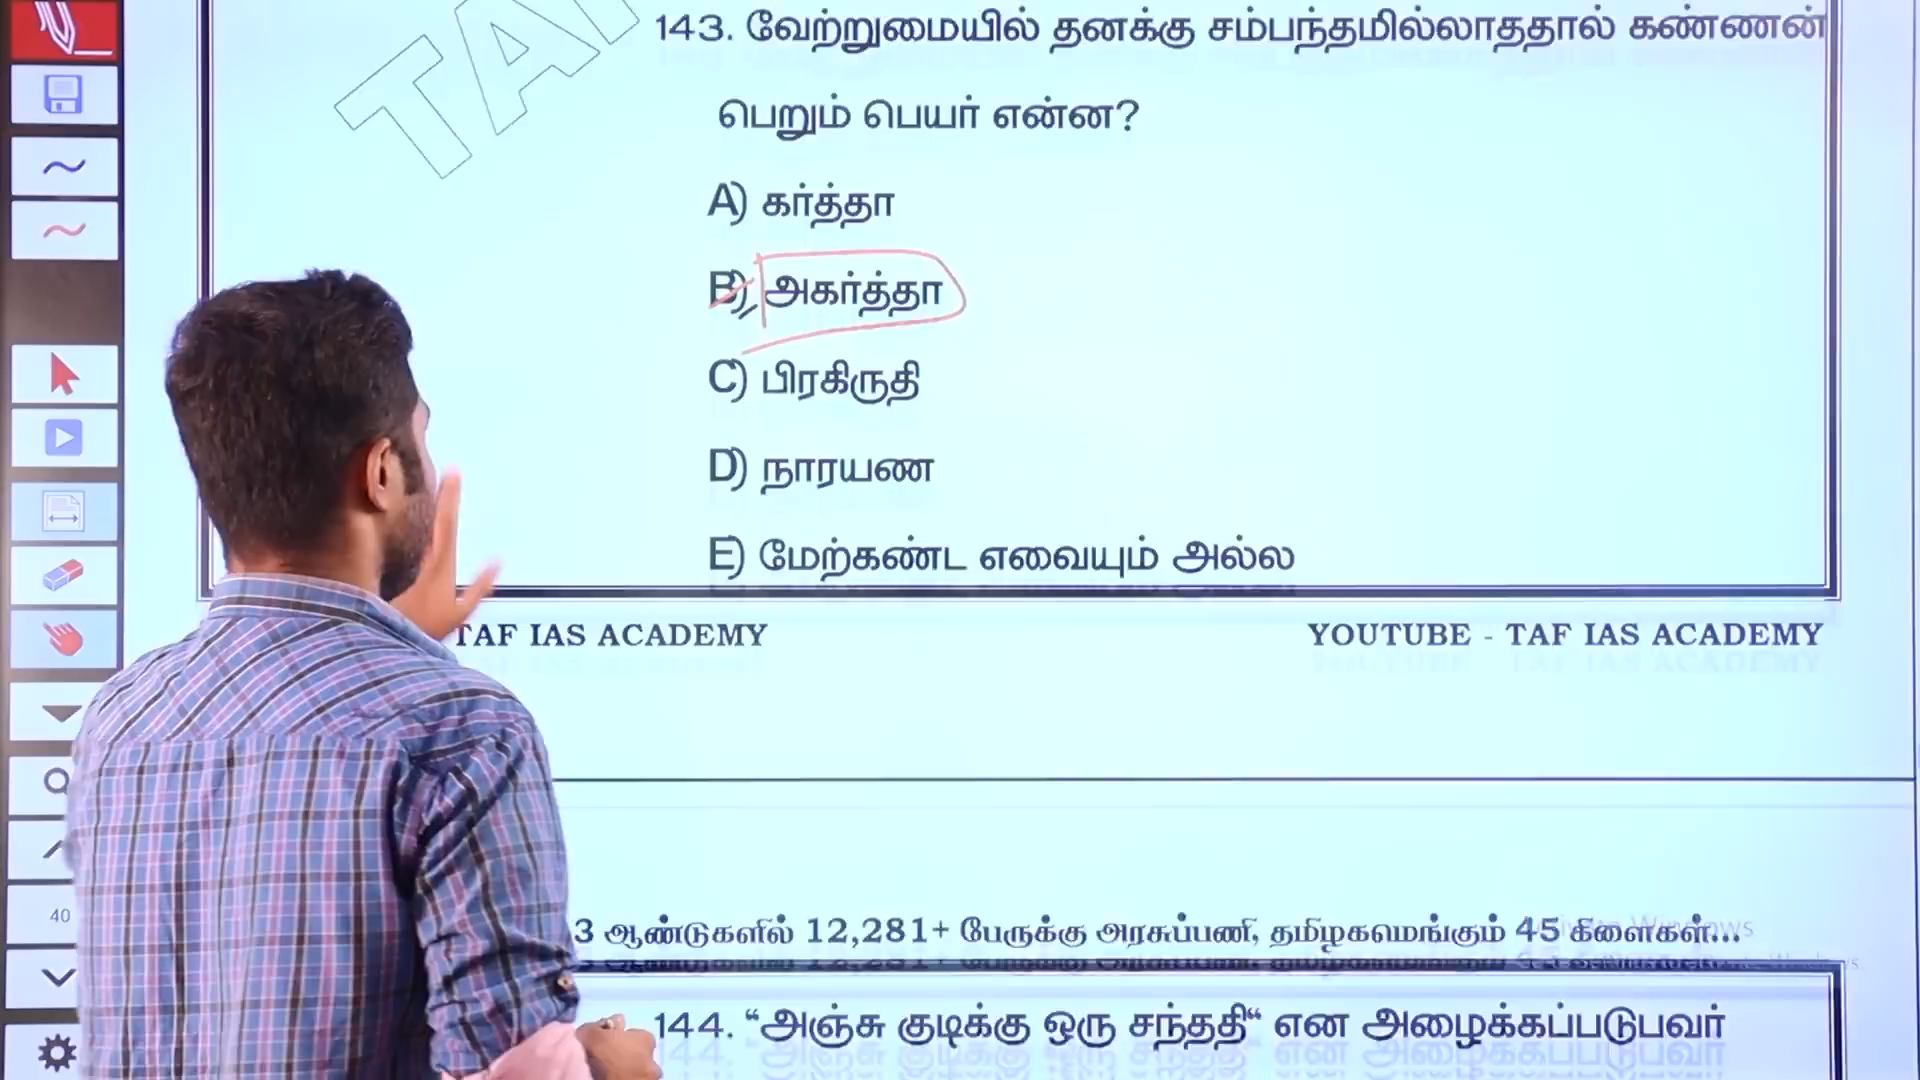 TAF
143. வேற்றுமையில் தனக்கு சம்பந்தமில்லாததால் கண்ணன்
பெறும் பெயர் என்ன?
A) கர்த்தா
B) அகர்த்தா
C) பிரகிருதி
D) நாரயண
E) மேற்கண்ட எவையும் அல்ல
TAF IAS ACADEMY
YOUTUBE - TAF IAS ACADEMY
40
3 ஆண்டுகளில் 12,281+ பேருக்கு அரசுப்பணி, தமிழகமெங்கும் 45 கிளைகள்...
144. “அஞ்சு குடிக்கு ஒரு சந்ததி“ என அழைக்கப்படுபவர்